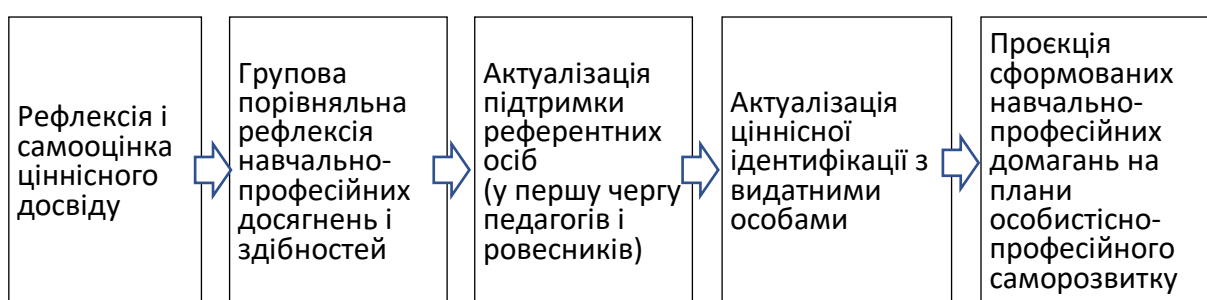 Рефлексія і
самооцінка
ціннісного
досвіду
Групова
порівняльна
рефлексія
навчально-
професійних
досягнень і
здібностей
Актуалізація
підтримки
референтних
осіб
(у першу чергу
педагогів і
ровесників)
Актуалізація
ціннісної
ідентифікації з
видатними
особами
Проєкція
сформованих
навчально-
професійних
домагань на
плани
особистісно-
професійного
саморозвитку